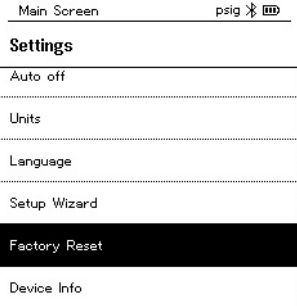 Main Screen psig
Settings
Auto off
Units
Language
Setup Wizard
Factory Reset
Device Info